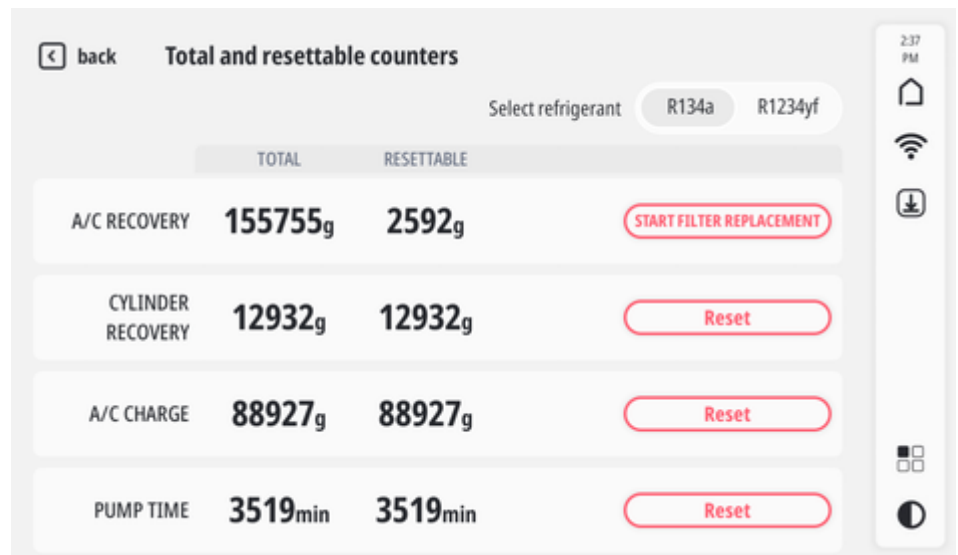 back Total and resettable counters
2:37
PM
Select refrigerant R134a R1234yf
TOTAL RESETTABLE
A/C RECOVERY 155755g 2592g START FILTER REPLACEMENT
CYLINDER
RECOVERY 12932g 12932g Reset
A/C CHARGE 88927g 88927g Reset
PUMP TIME 3519min 3519min Reset